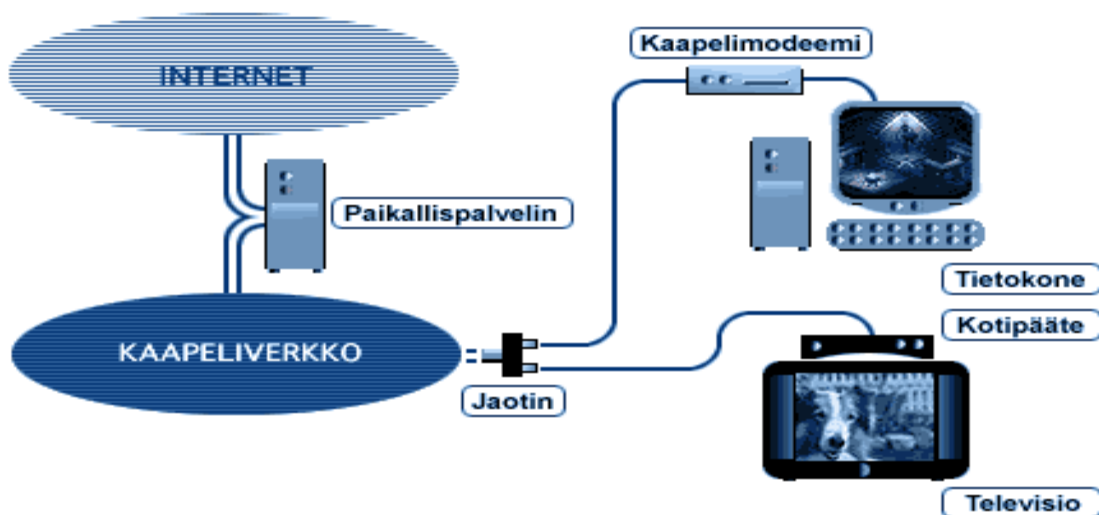 INTERNET
Kaapelimodeemi
Paikallispalvelin
Tietokone
Kotipääte
KAAPELIVERKKO
Jaotin
Televisio